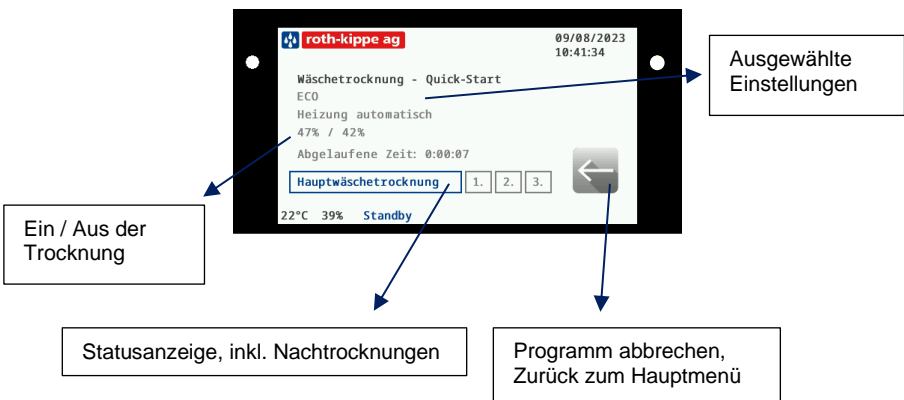 roth-kippe ag
09/08/2023
10:41:34
Wäschetrocknung - Quick-Start
ECO
Heizung automatisch
47% / 42%
Abgelaufene Zeit: 0:00:07
Hauptwäschetrocknung 1. 2. 3.
22°C 39% Standby
Ausgewählte
Einstellungen
Ein / Aus der
Trocknung
Statusanzeige, inkl. Nachtrocknungen
Programm abbrechen,
Zurück zum Hauptmenü